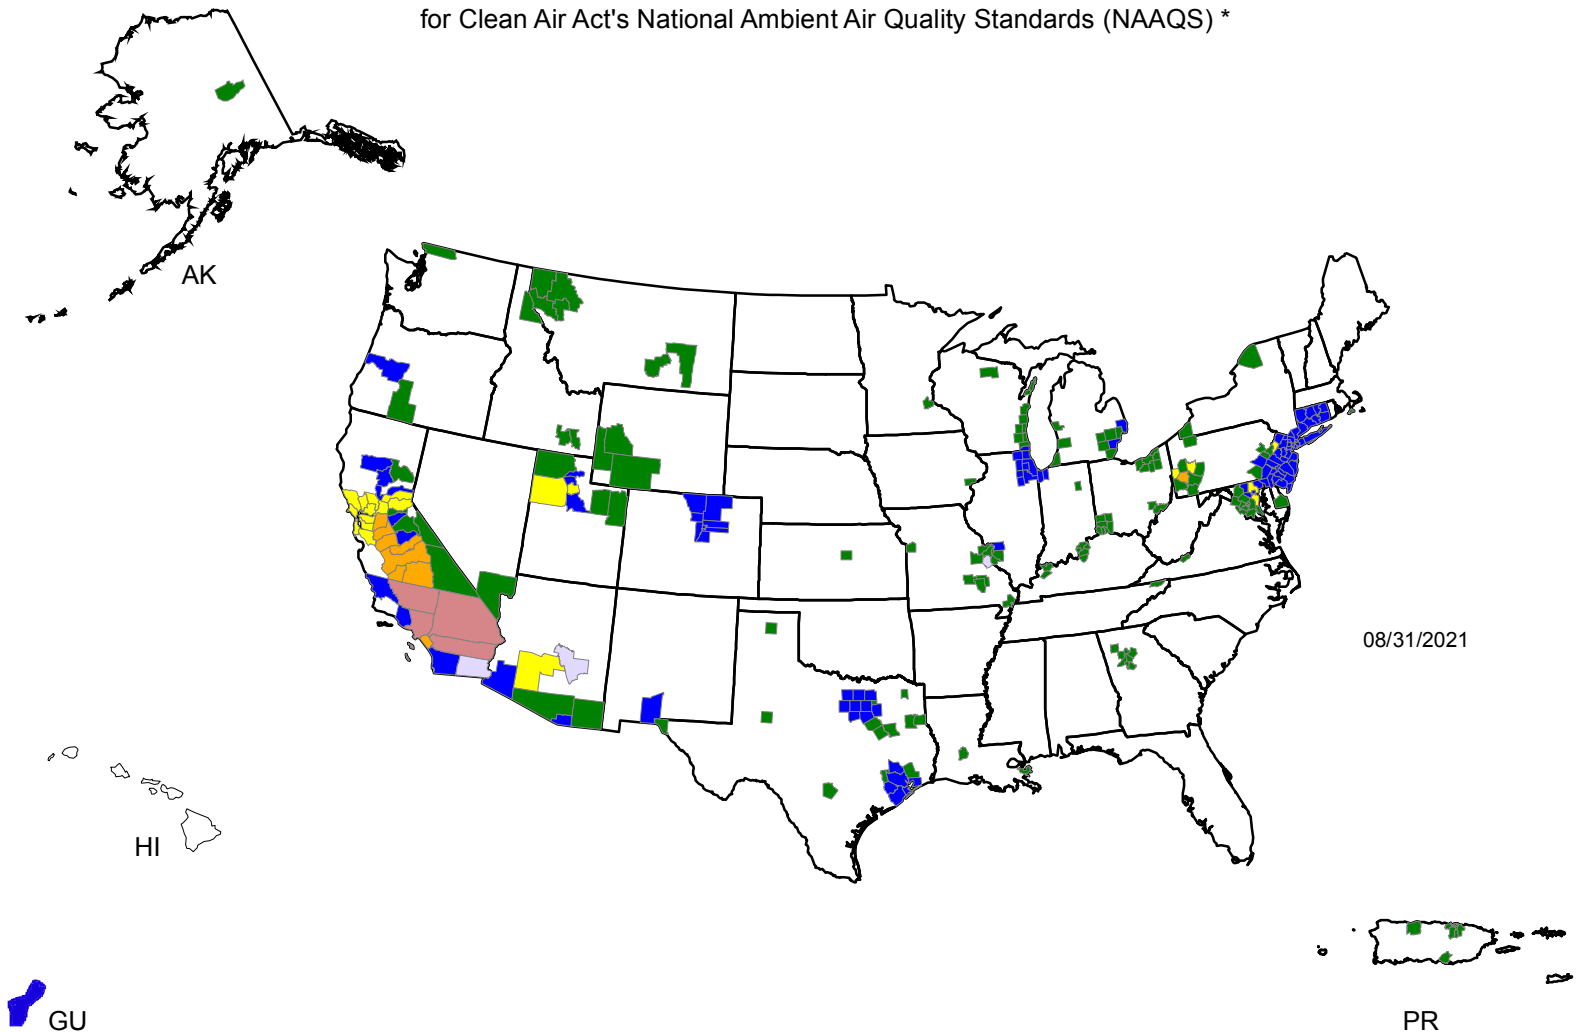 for Clean Air Act's National Ambient Air Quality Standards (NAAQS) *
AK
08/31/2021
HI
GU
PR